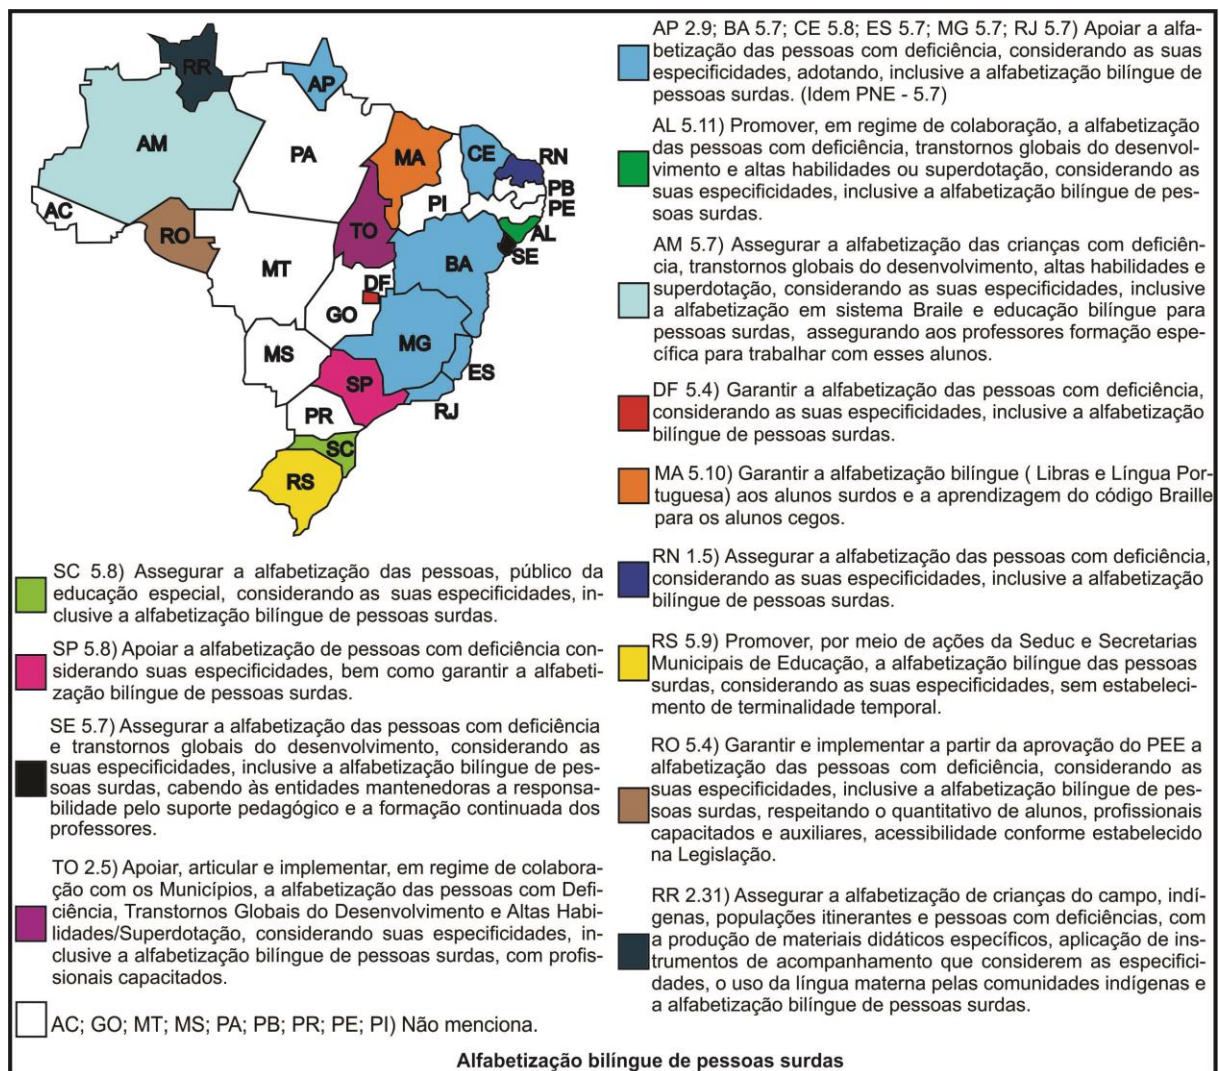 RR
AP
AM
PA
MA
CE
RN
PB
PE
PI
AC
TO
AL
RO
SE
BA
MT
DF
GO
MG
MS
ES
SP
RJ
PR
SC
RS
AP 2.9; BA 5.7; CE 5.8; ES 5.7; MG 5.7; RJ 5.7) Apoiar a alfa-
betização das pessoas com deficiência, considerando as suas
especificidades, adotando, inclusive a alfabetização bilíngue de
pessoas surdas. (Idem PNE - 5.7)
AL 5.11) Promover, em regime de colaboração, a alfabetização
das pessoas com deficiência, transtornos globais do desenvol-
vimento e altas habilidades ou superdotação, considerando as
suas especificidades, inclusive a alfabetização bilíngue de pes-
soas surdas.
AM 5.7) Assegurar a alfabetização das crianças com deficiên-
cia, transtornos globais do desenvolvimento, altas habilidades e
superdotação, considerando as suas especificidades, inclusive
a alfabetização em sistema Braile e educação bilíngue para
pessoas surdas, assegurando aos professores formação espe-
cífica para trabalhar com esses alunos.
DF 5.4) Garantir a alfabetização das pessoas com deficiência,
considerando as suas especificidades, inclusive a alfabetização
bilíngue de pessoas surdas.
MA 5.10) Garantir a alfabetização bilíngue ( Libras e Língua Por-
tuguesa) aos alunos surdos e a aprendizagem do código Braille
para os alunos cegos.
RN 1.5) Assegurar a alfabetização das pessoas com deficiência,
considerando as suas especificidades, inclusive a alfabetização
bilíngue de pessoas surdas.
RS 5.9) Promover, por meio de ações da Seduc e Secretarias
Municipais de Educação, a alfabetização bilíngue das pessoas
surdas, considerando as suas especificidades, sem estabeleci-
mento de terminalidade temporal.
RO 5.4) Garantir e implementar a partir da aprovação do PEE a
alfabetização das pessoas com deficiência, considerando as
suas especificidades, inclusive a alfabetização bilíngue de pes-
soas surdas, respeitando o quantitativo de alunos, profissionais
capacitados e auxiliares, acessibilidade conforme estabelecido
na Legislação.
RR 2.31) Assegurar a alfabetização de crianças do campo, indí-
genas, populações itinerantes e pessoas com deficiências, com
a produção de materiais didáticos específicos, aplicação de ins-
trumentos de acompanhamento que considerem as especifici-
dades, o uso da língua materna pelas comunidades indígenas e
a alfabetização bilíngue de pessoas surdas.
SC 5.8) Assegurar a alfabetização das pessoas, público da
educação especial, considerando as suas especificidades, in-
clusive a alfabetização bilíngue de pessoas surdas.
SP 5.8) Apoiar a alfabetização de pessoas com deficiência con-
siderando suas especificidades, bem como garantir a alfabeti-
zação bilíngue de pessoas surdas.
SE 5.7) Assegurar a alfabetização das pessoas com deficiência
e transtornos globais do desenvolvimento, considerando as
suas especificidades, inclusive a alfabetização bilíngue de pes-
soas surdas, cabendo às entidades mantenedoras a responsa-
bilidade pelo suporte pedagógico e a formação continuada dos
professores.
TO 2.5) Apoiar, articular e implementar, em regime de colabora-
ção com os Municípios, a alfabetização das pessoas com Defi-
ciência, Transtornos Globais do Desenvolvimento e Altas Habi-
lidades/Superdotação, considerando suas especificidades, in-
clusive a alfabetização bilíngue de pessoas surdas, com profis-
sionais capacitados.
AC; GO; MT; MS; PA; PB; PR; PE; PI) Não menciona.
Alfabetização bilíngue de pessoas surdas